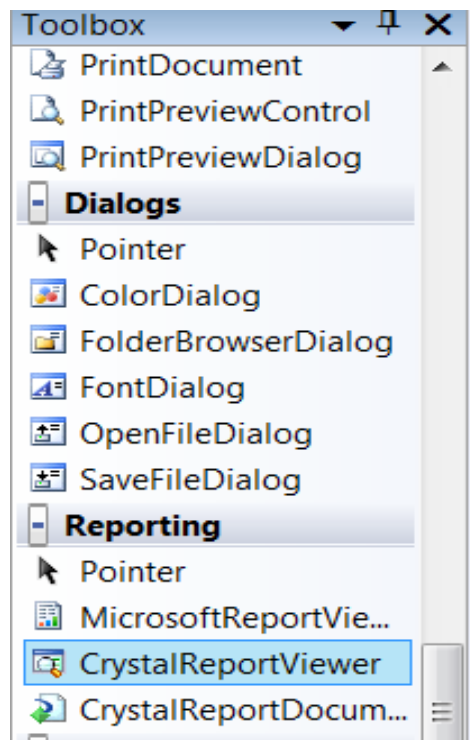 Toolbox
PrintDocument
PrintPreviewControl
PrintPreviewDialog
Dialogs
Pointer
ColorDialog
FolderBrowserDialog
FontDialog
OpenFileDialog
SaveFileDialog
Reporting
Pointer
MicrosoftReportVie...
CrystalReportViewer
CrystalReportDocum...